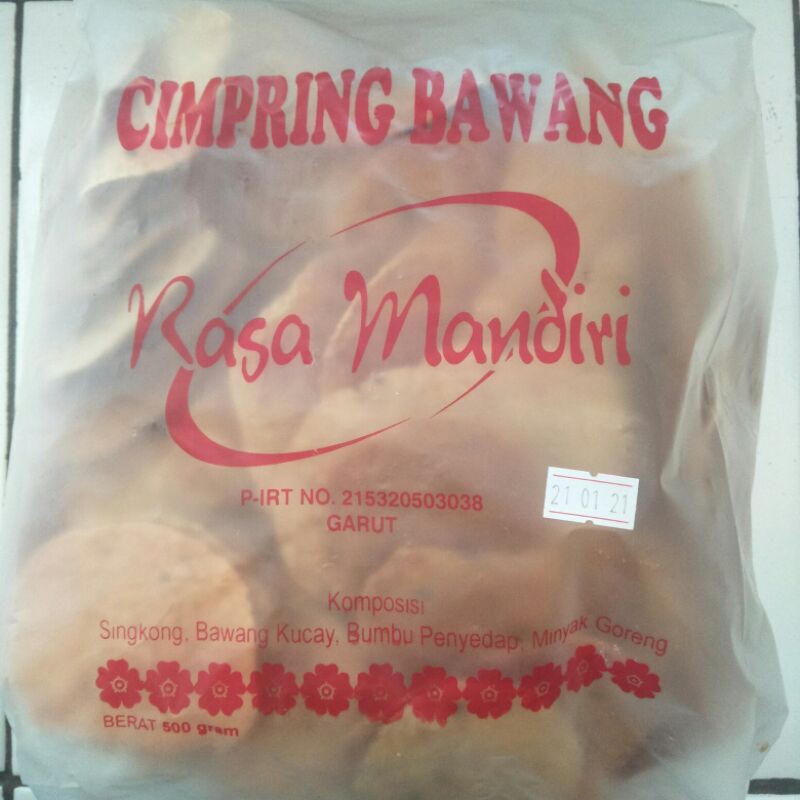 CIMPRING BAWANG
Rasa Mandiri
P-IRT NO. 215320503038
GARUT
21 01 21
Komposisi
Singkong, Bawang Kucay, Bumbu Penyedap, Minyak Goreng
BERAT 500 gram